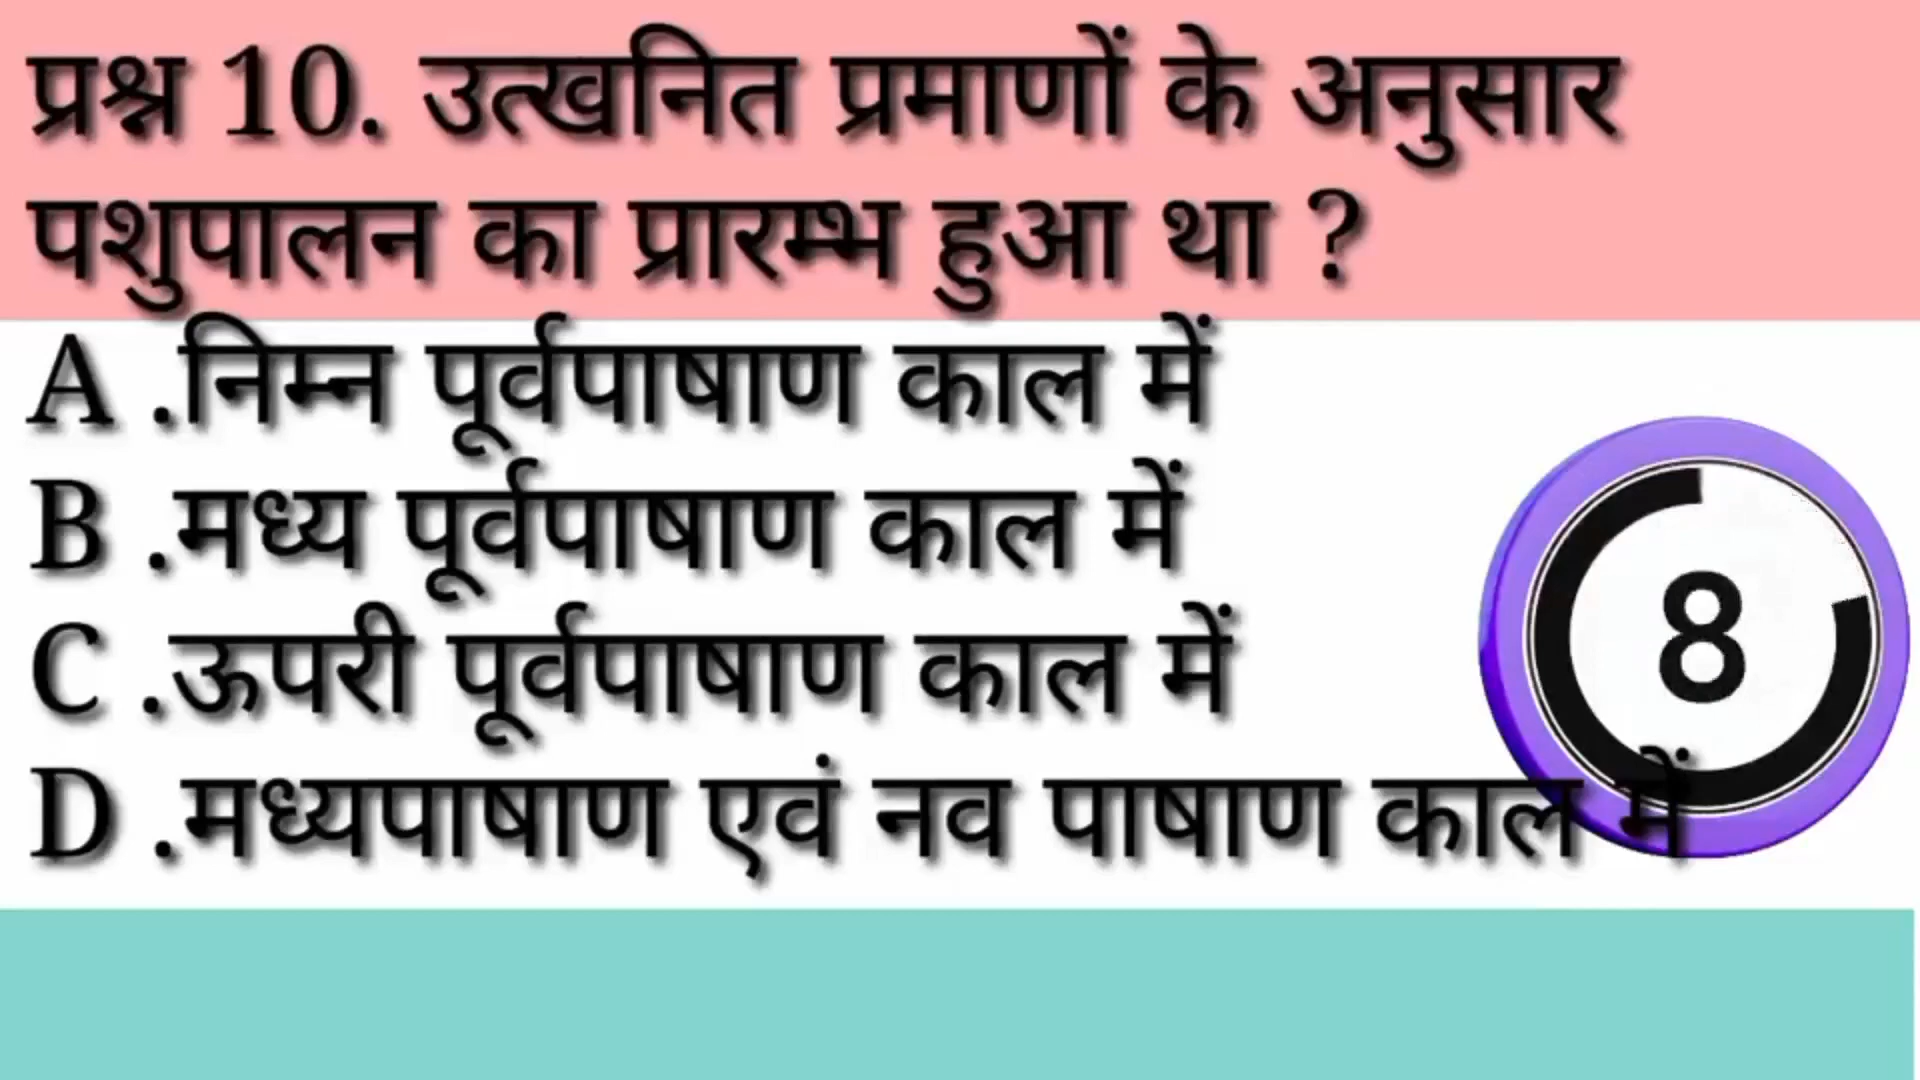 प्रश्न 10. उत्खनित प्रमाणों के अनुसार
पशुपालन का प्रारम्भ हुआ था ?
A .निम्न पूर्वपाषाण काल में
B .मध्य पूर्वपाषाण काल में
C .ऊपरी पूर्वपाषाण काल में
D .मध्यपाषाण एवं नव पाषाण काल में
8